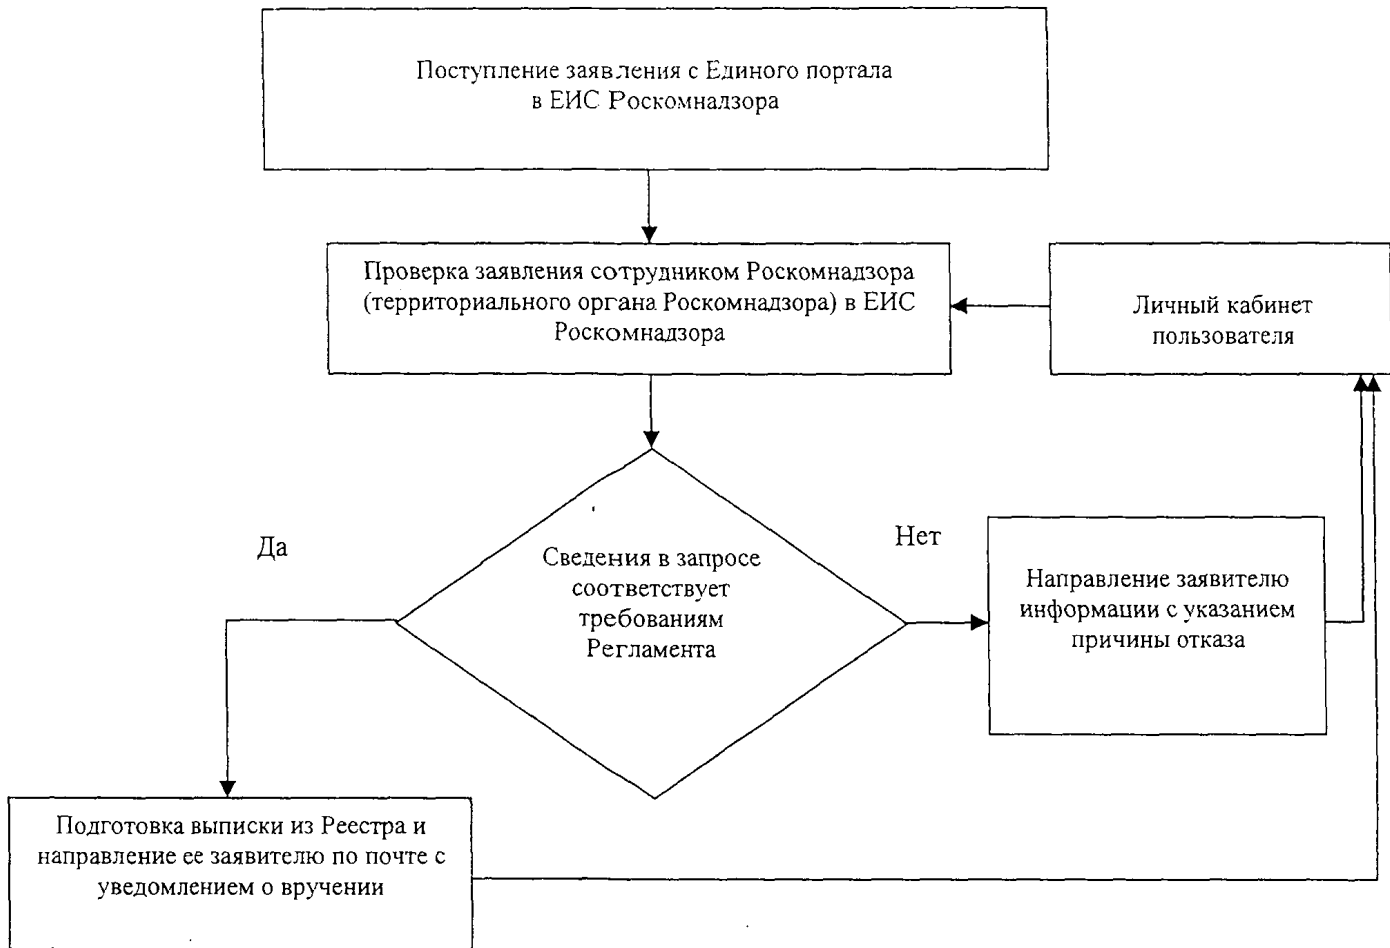 Поступление заявления с Единого портала
в ЕИС Роскомнадзора
Проверка заявления сотрудником Роскомнадзора
(территориального органа Роскомнадзора) в ЕИС
Роскомнадзора
Личный кабинет
пользователя
Да
Сведения в запросе
соответствует
требованиям
Регламента
Нет
Направление заявителю
информации с указанием
причины отказа
Подготовка выписки из Реестра и
направление ее заявителю по почте с
уведомлением о вручении